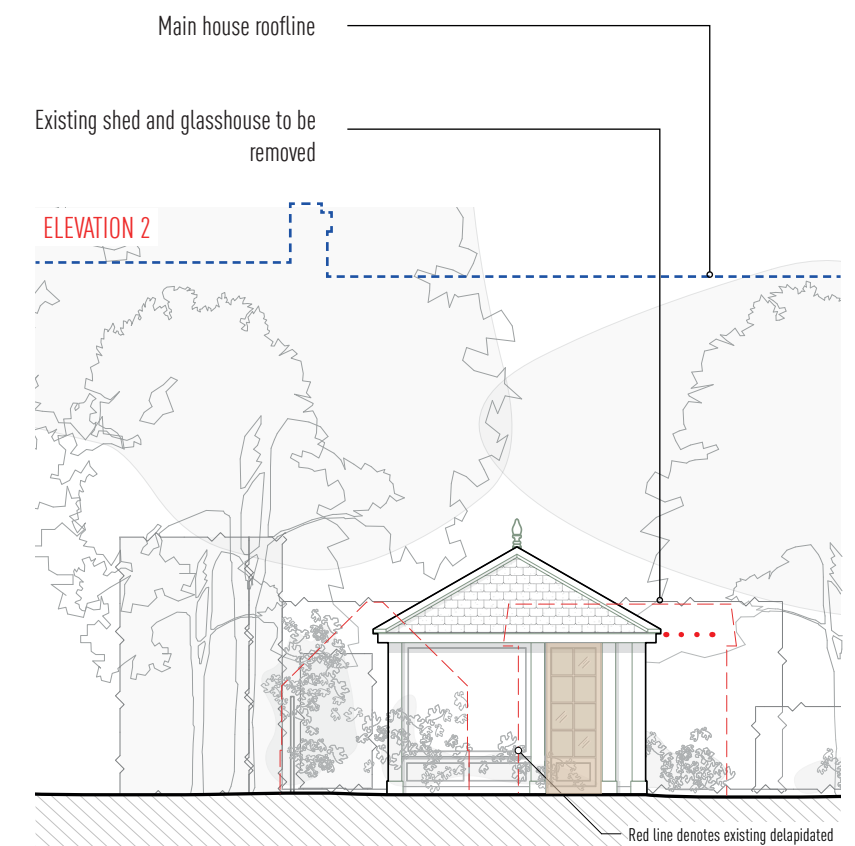 Main house roofline
Existing shed and glasshouse to be
removed
ELEVATION 2
Red line denotes existing delapidated